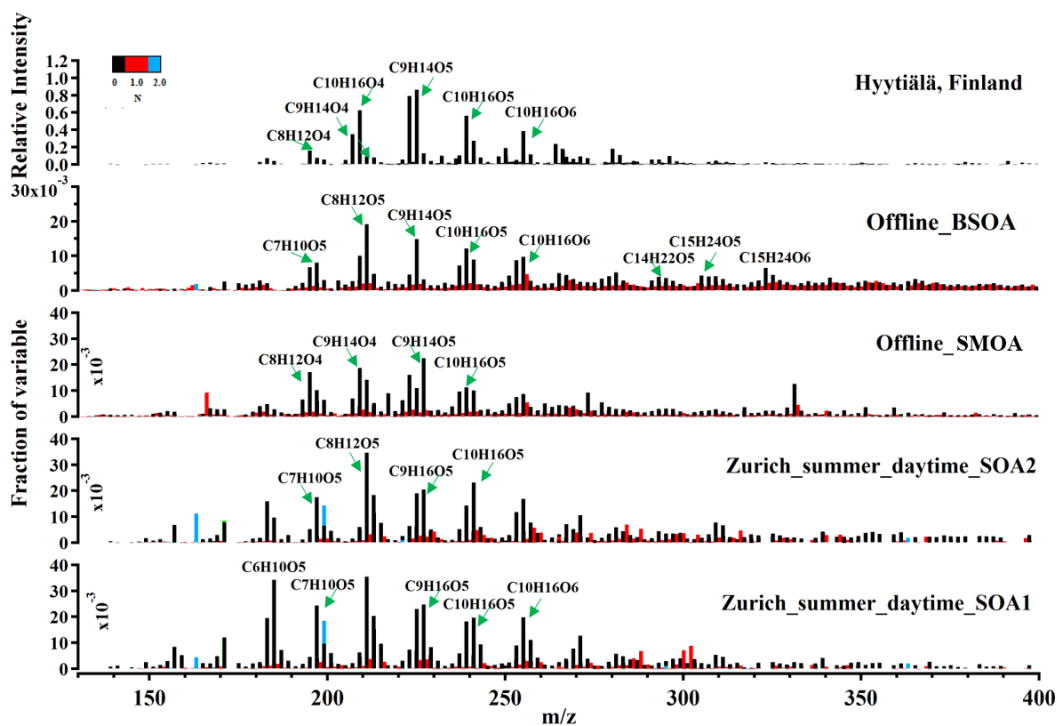 Relative Intensity
1.2
1.0
0.8
0.6
0.4
0.2
0.0
0 1.0 2.0
N
C8H12O4
C9H14O4
C10H16O4
C9H14O5
C10H16O5
C10H16O6
Hyytiälä, Finland
Fraction of variable
30x10-3
20
10
0
C7H10O5
C8H12O5
C9H14O5
C10H16O5
C10H16O6
C14H22O5
C15H24O5
C15H24O6
Offline_BSOA
40
30
20
10
0
x10-3
C8H12O4
C9H14O4
C9H14O5
C10H16O5
Offline_SMOA
40
30
20
10
0
x10-3
C7H10O5
C8H12O5
C9H16O5
C10H16O5
Zurich_summer_daytime_SOA2
40
30
20
10
0
x10-3
C6H10O5
C7H10O5
C9H16O5
C10H16O5
C10H16O6
Zurich_summer_daytime_SOA1
150 200 250 300 350 400
m/z